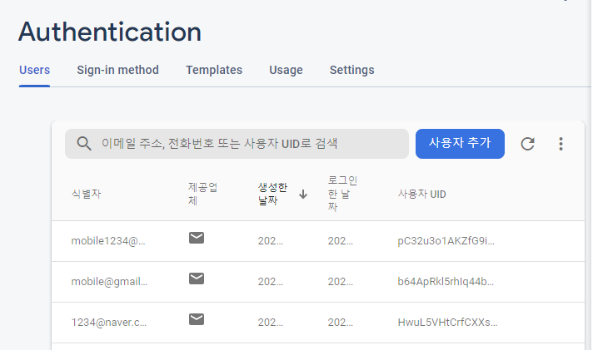 Authentication
Users Sign-in method Templates Usage Settings
이메일 주소, 전화번호 또는 사용자 UID로 검색 사용자 추가
식별자 제공업체 생성한 날짜 로그인한 날짜 사용자 UID
mobile1234@... 202... 202... pC32u3o1AKZfG9i...
mobile@gmail... 202... 202... b64ApRkl5rhIq44b...
1234@naver.c... 202... 202... HwuL5VHtCrfCXXs...